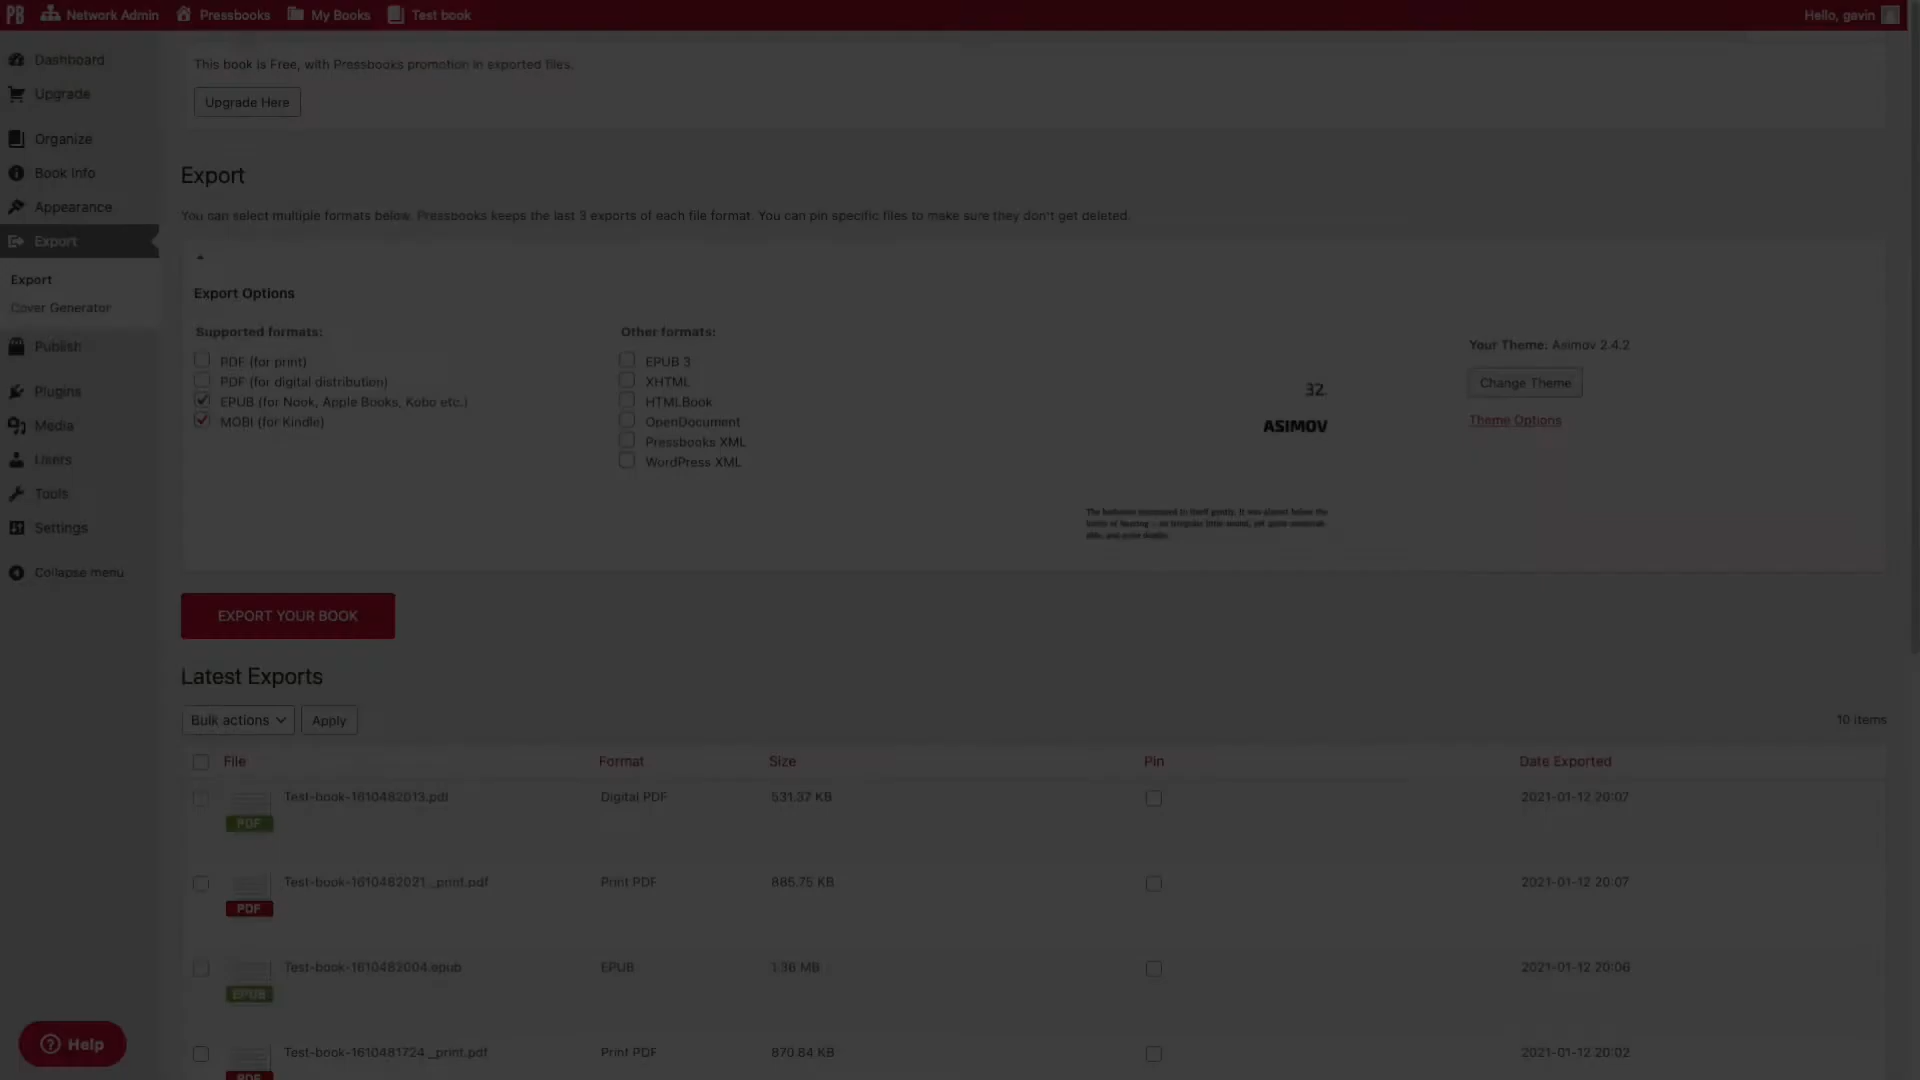 PB Network Admin Pressbooks My Books Test book Hello, gavin
Dashboard
Upgrade
Organize
Book Info
Appearance
Export
Export
Cover Generator
Publish
Plugins
Media
Users
Tools
Settings
Collapse menu
Help
This book is Free, with Pressbooks promotion in exported files.
Upgrade Here
Export
You can select multiple formats below. Pressbooks keeps the last 3 exports of each file format. You can pin specific files to make sure they don't get deleted.
Export Options
Supported formats:
PDF (for print)
PDF (for digital distribution)
EPUB (for Nook, Apple Books, Kobo etc.)
MOBI (for Kindle)
Other formats:
EPUB 3
XHTML
HTMLBook
OpenDocument
Pressbooks XML
WordPress XML
32
ASIMOV
Your Theme: Asimov 2.4.2
Change Theme
Theme Options
EXPORT YOUR BOOK
Latest Exports
Bulk actions Apply 10 items
File Format Size Pin Date Exported
Test-book-1610482013.pdf Digital PDF 531.37 KB 2021-01-12 20:07
PDF
Test-book-1610482021._print.pdf Print PDF 885.75 KB 2021-01-12 20:07
PDF
Test-book-1610482004.epub EPUB 1.36 MB 2021-01-12 20:06
EPUB
Test-book-1610481724._print.pdf Print PDF 870.84 KB 2021-01-12 20:02
PDF